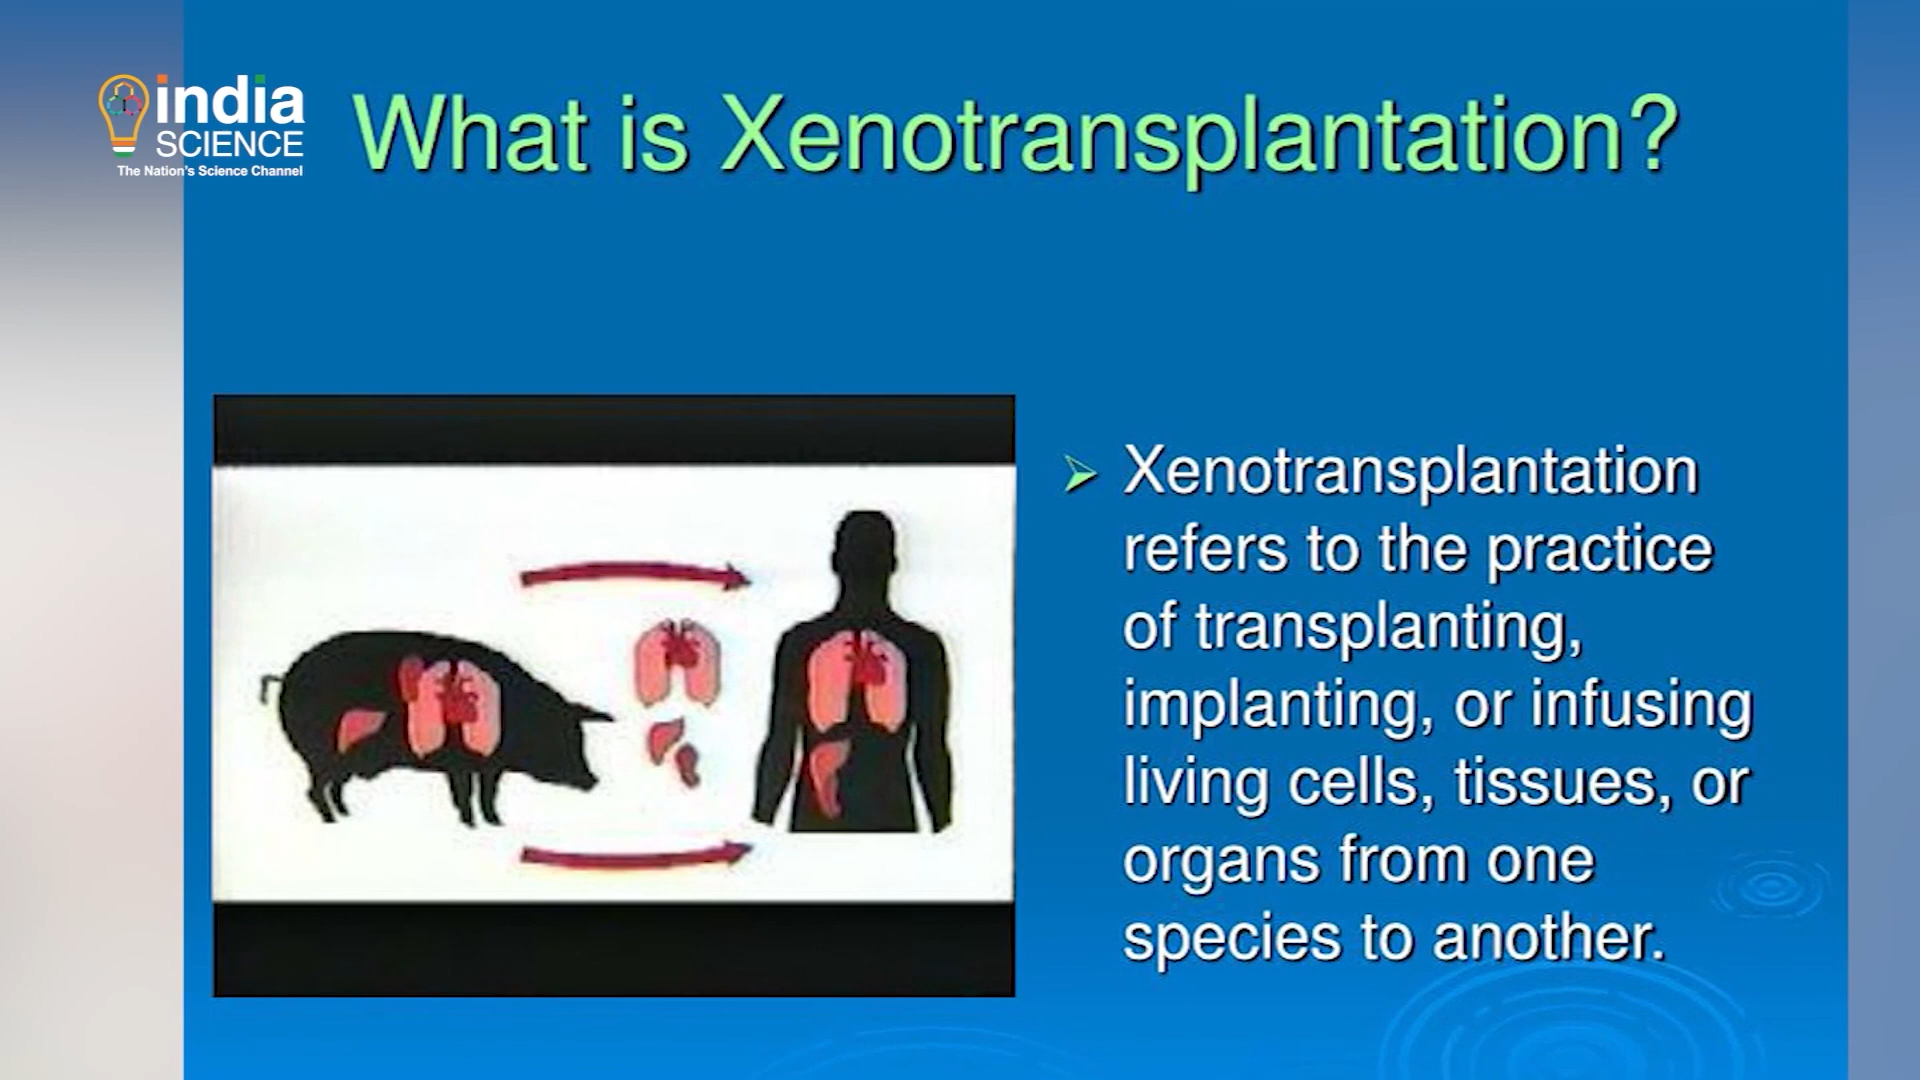 india
SCIENCE
The Nation's Science Channel
What is Xenotransplantation?
Xenotransplantation
refers to the practice
of transplanting,
implanting, or infusing
living cells, tissues, or
organs from one
species to another.